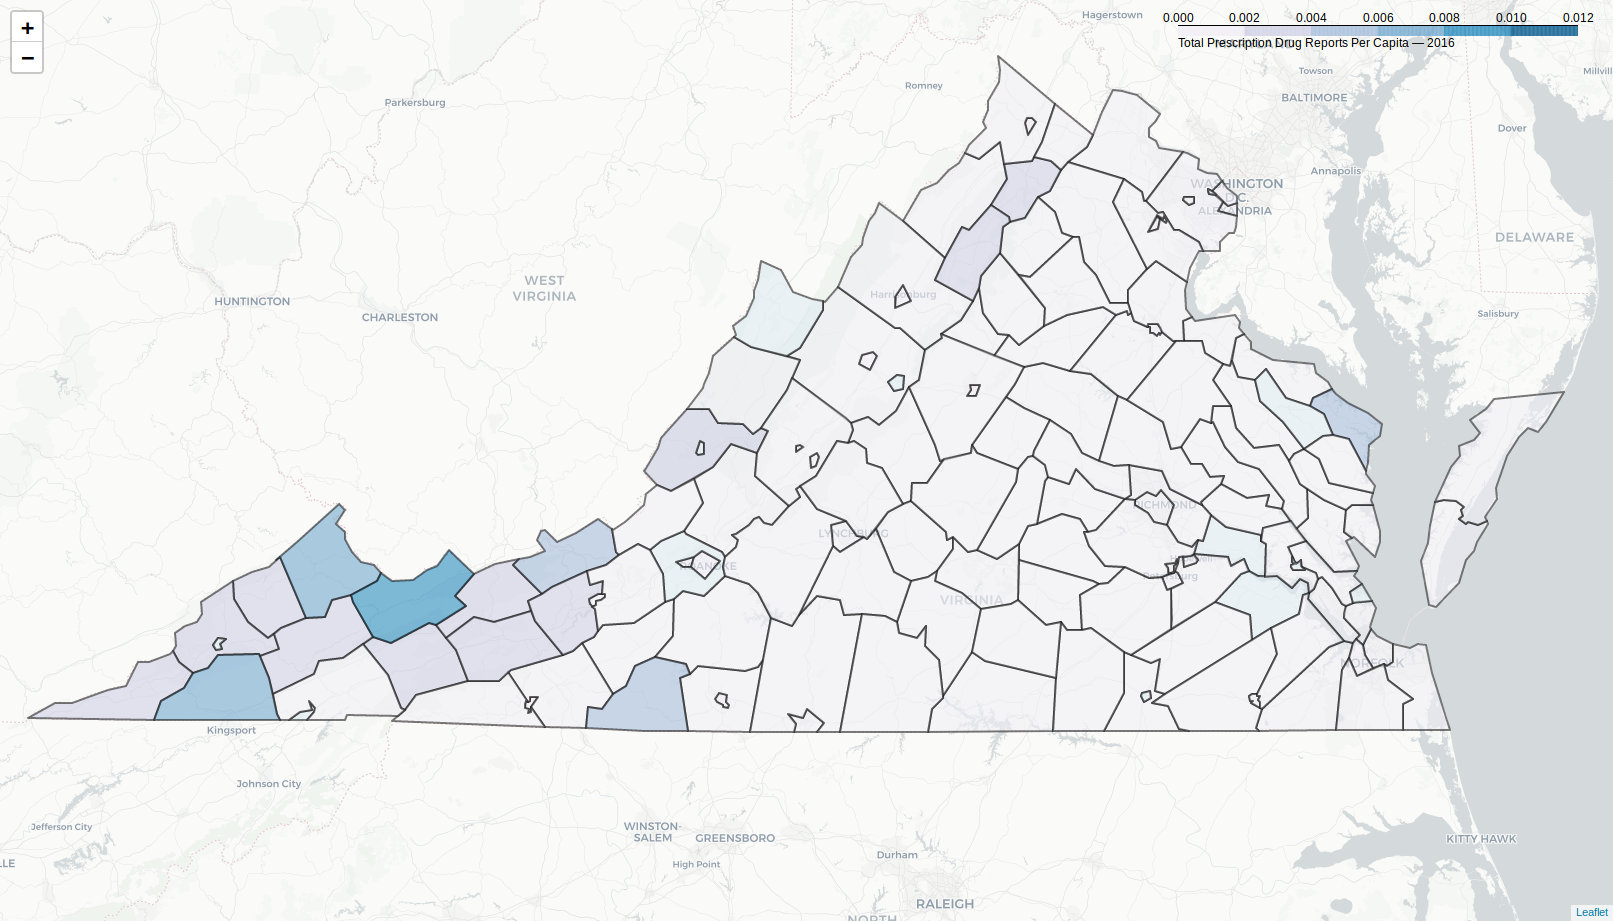 +
−
0.000 0.002 0.004 0.006 0.008 0.010 0.012
Total Prescription Drug Reports Per Capita — 2016
Hagerstown
Towson
Millvill
Romney
BALTIMORE
Parkersburg
Dover
Annapolis
WASHINGTON
D.C.
ALEXANDRIA
DELAWARE
WEST
VIRGINIA
Harrisonburg
HUNTINGTON
CHARLESTON
Salisbury
RICHMOND
LYNCHBURG
ROANOKE
Petersburg
VIRGINIA
NORFOLK
Kingsport
Johnson City
Jefferson City
WINSTON-
SALEM
GREENSBORO
KITTY HAWK
LLE
High Point
Durham
RALEIGH
NORTH
Leaflet